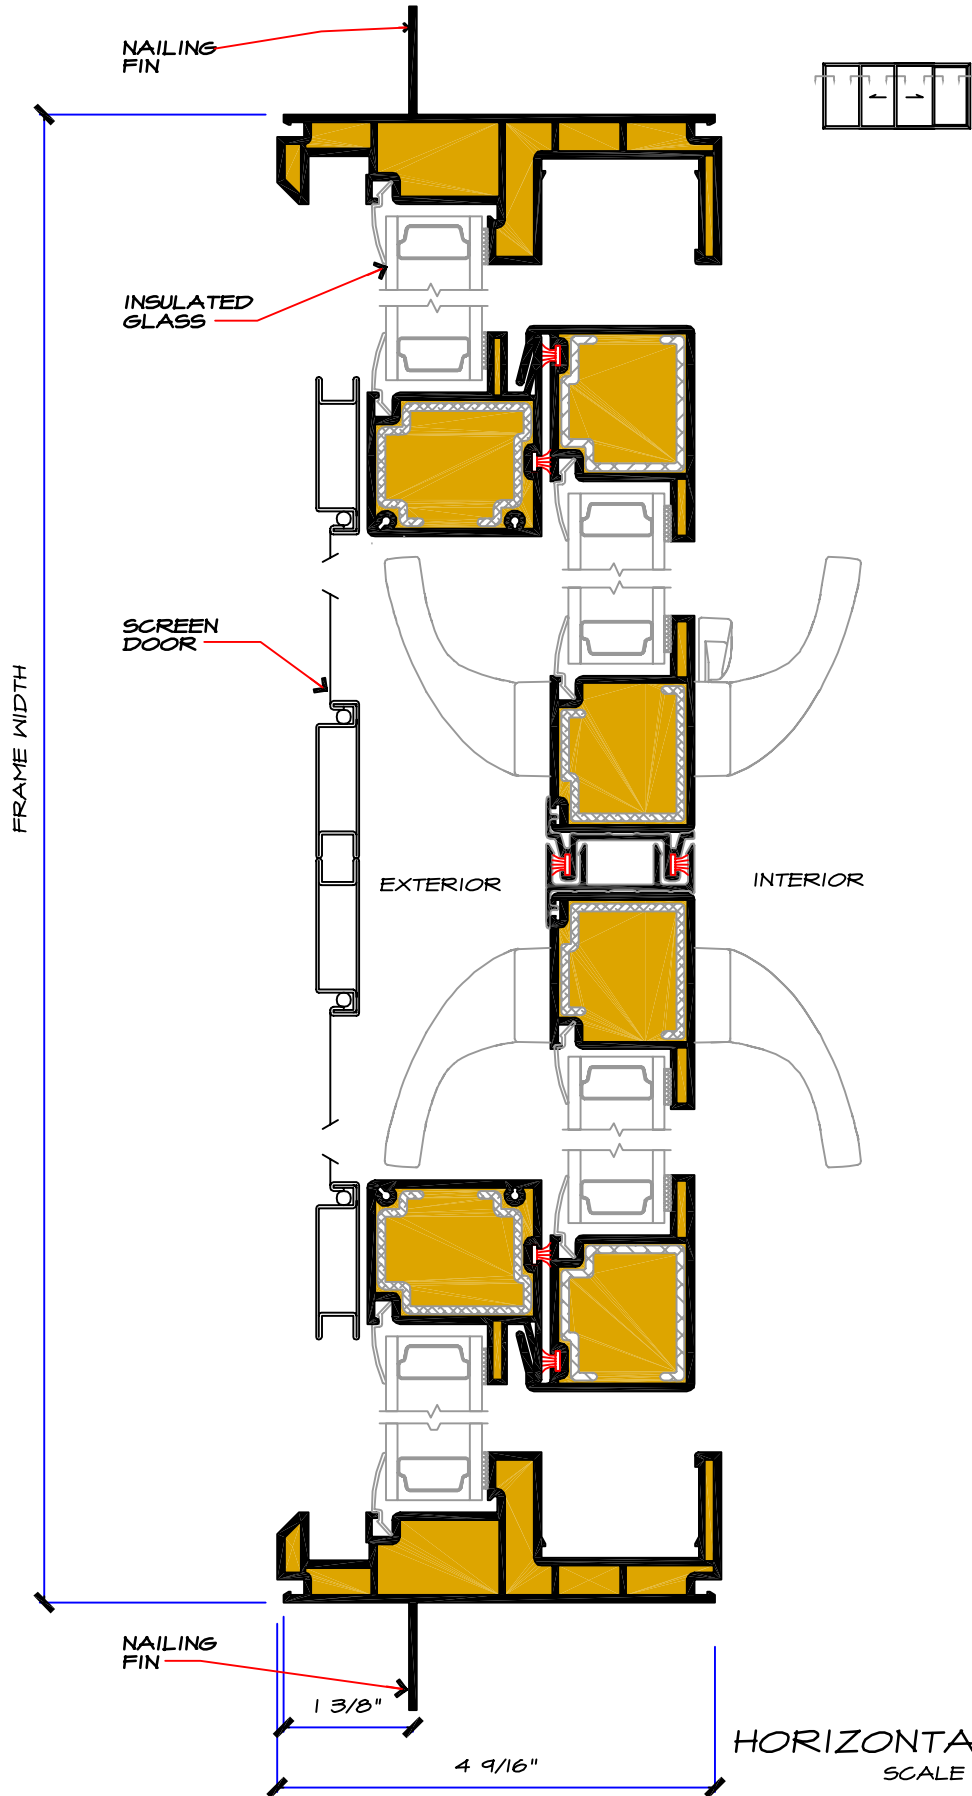 NAILING
FIN
INSULATED
GLASS
SCREEN
DOOR
FRAME WIDTH
EXTERIOR
INTERIOR
NAILING
FIN
1 3/8"
4 9/16"
HORIZONTA
SCALE